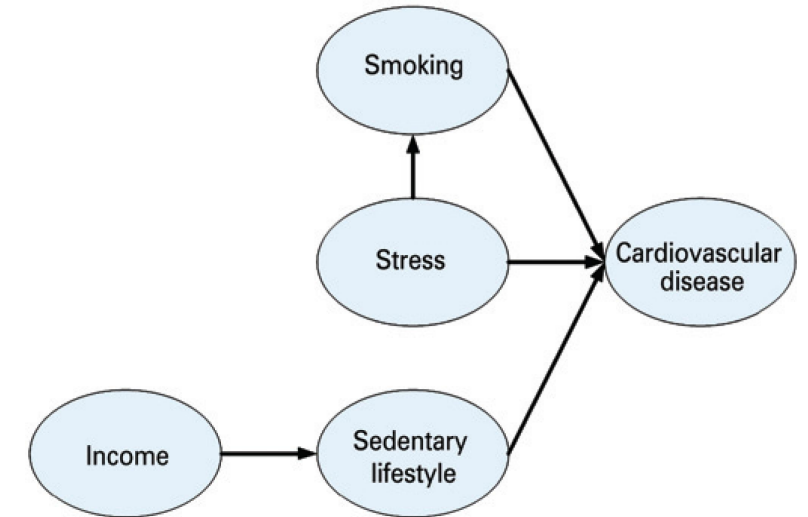 Smoking
Stress
Cardiovascular
disease
Income
Sedentary
lifestyle